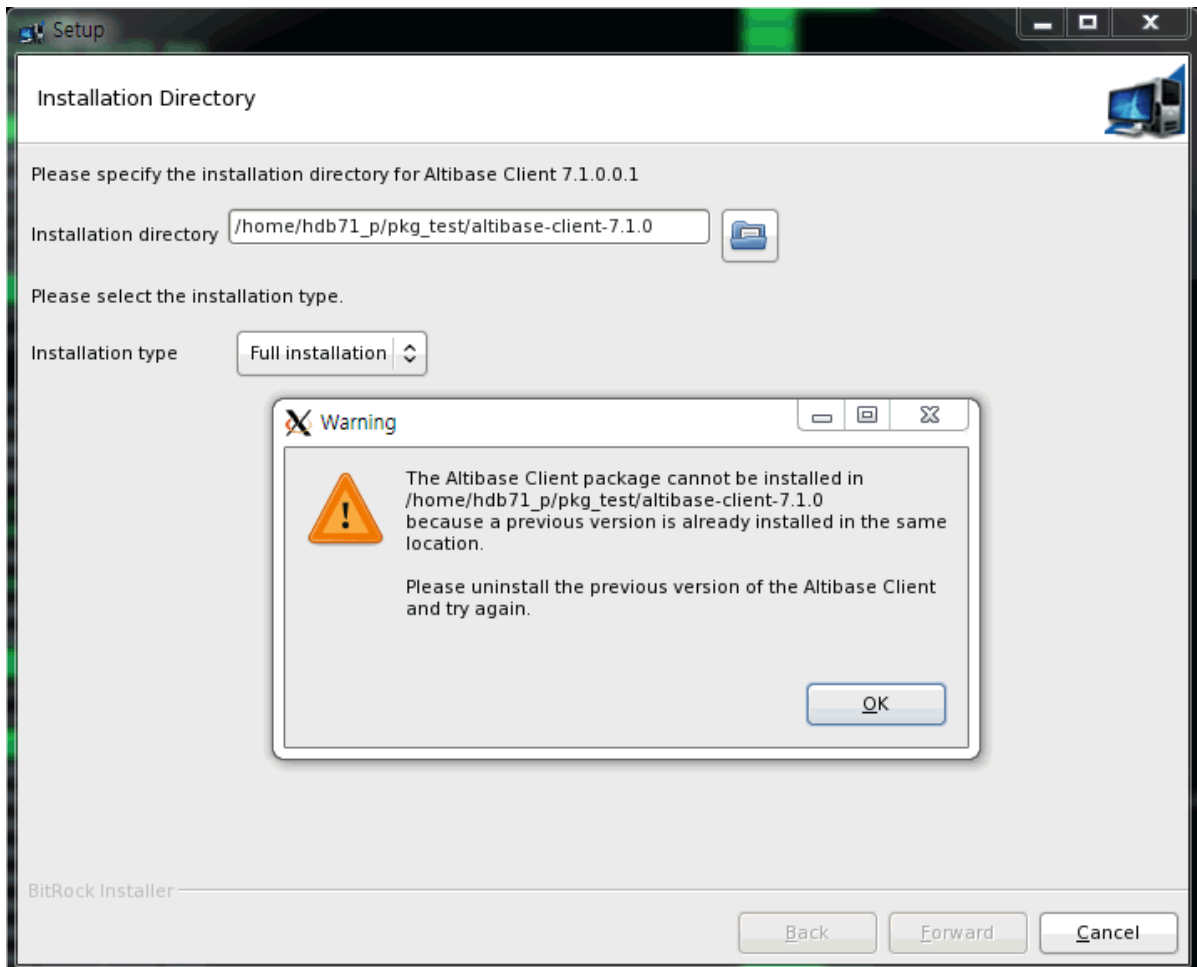 Setup
Installation Directory
Please specify the installation directory for Altibase Client 7.1.0.0.1
Installation directory /home/hdb71_p/pkg_test/altibase-client-7.1.0
Please select the installation type.
Installation type Full installation
Warning
The Altibase Client package cannot be installed in
/home/hdb71_p/pkg_test/altibase-client-7.1.0
because a previous version is already installed in the same
location.
Please uninstall the previous version of the Altibase Client
and try again.
OK
BitRock Installer
Back Forward Cancel